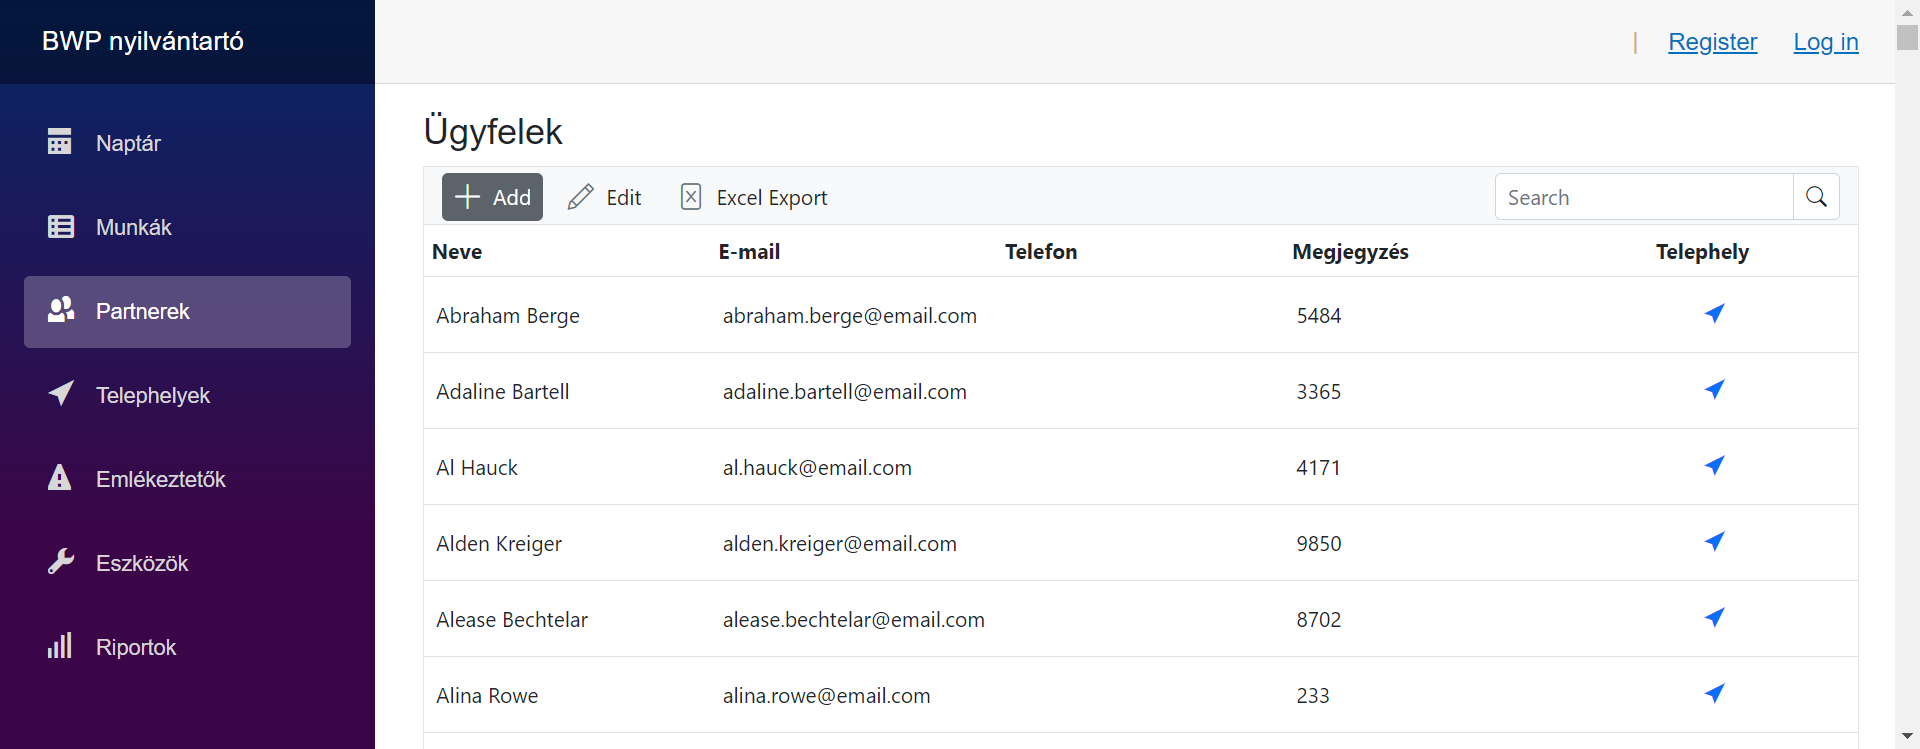 BWP nyilvántartó
| Register Log in
Naptár
Munkák
Partnerek
Telephelyek
Emlékeztetők
Eszközök
Riportok
Ügyfelek
Add Edit Excel Export Search
Neve E-mail Telefon Megjegyzés Telephely
Abraham Berge abraham.berge@email.com 5484
Adaline Bartell adaline.bartell@email.com 3365
Al Hauck al.hauck@email.com 4171
Alden Kreiger alden.kreiger@email.com 9850
Alease Bechtelar alease.bechtelar@email.com 8702
Alina Rowe alina.rowe@email.com 233